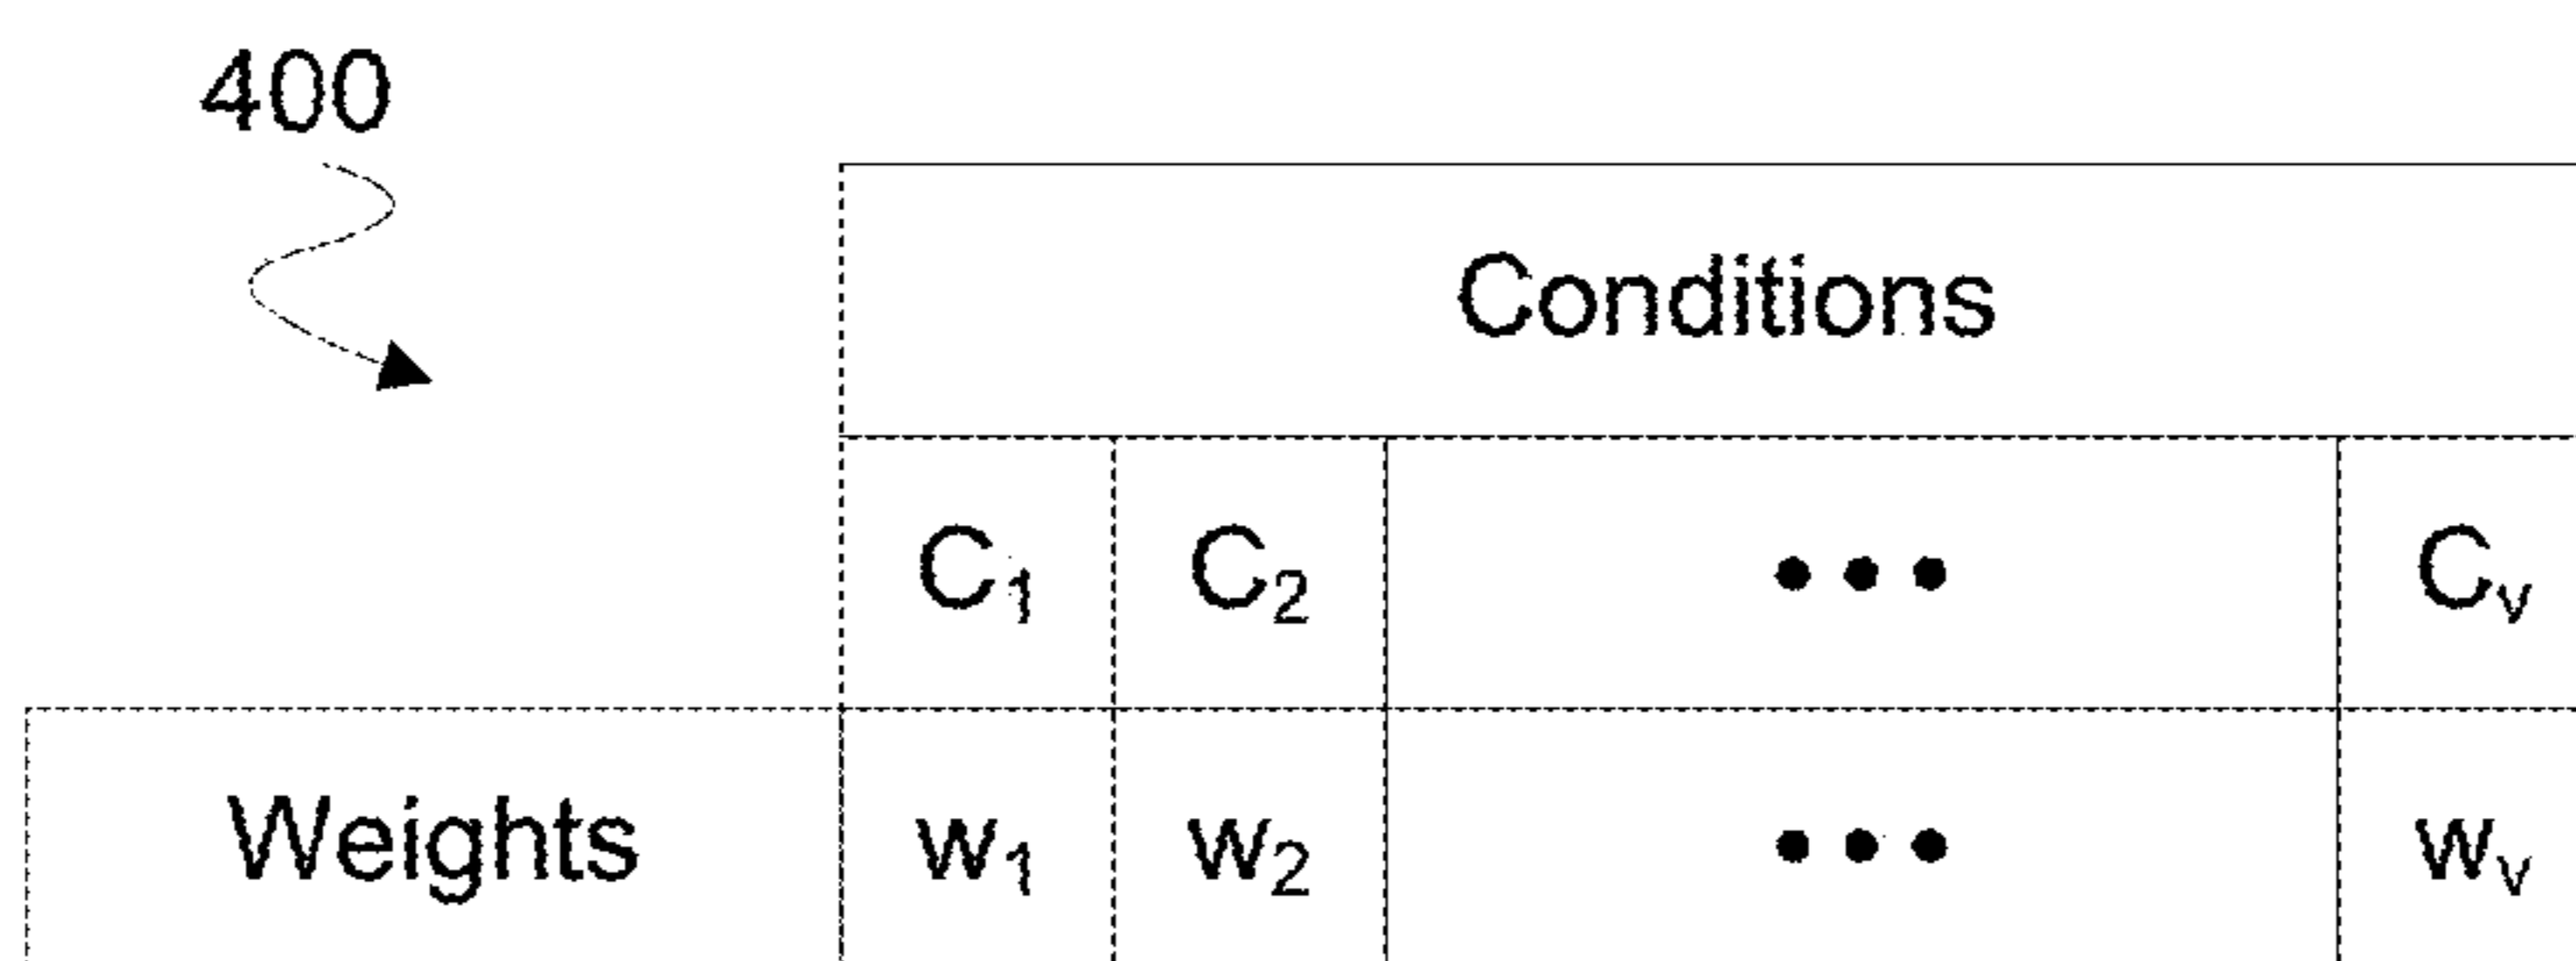 400
Conditions
C₁ C₂ ••• Cᵥ
Weights w₁ w₂ ••• wᵥ